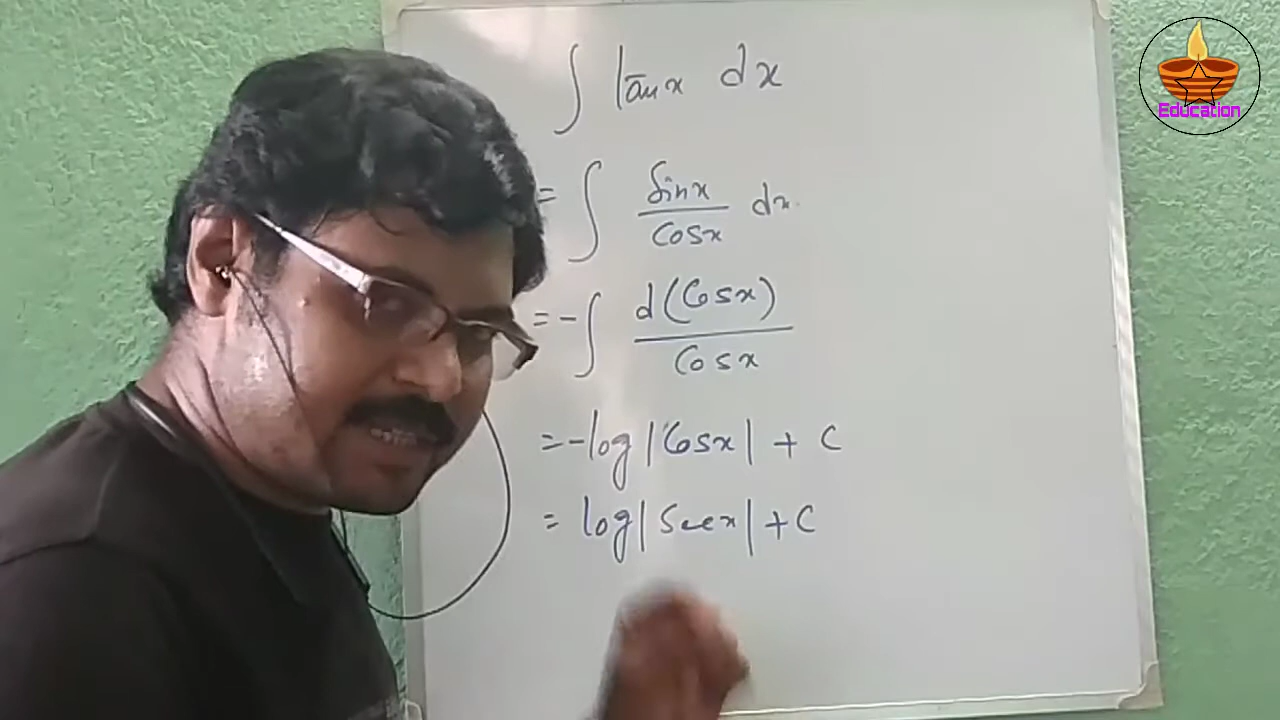 ∫ tanx dx
= ∫ sinx/cosx dx
= -∫ d(cosx)/cosx
= -log|cosx| + c
= log|secx| + c
Education